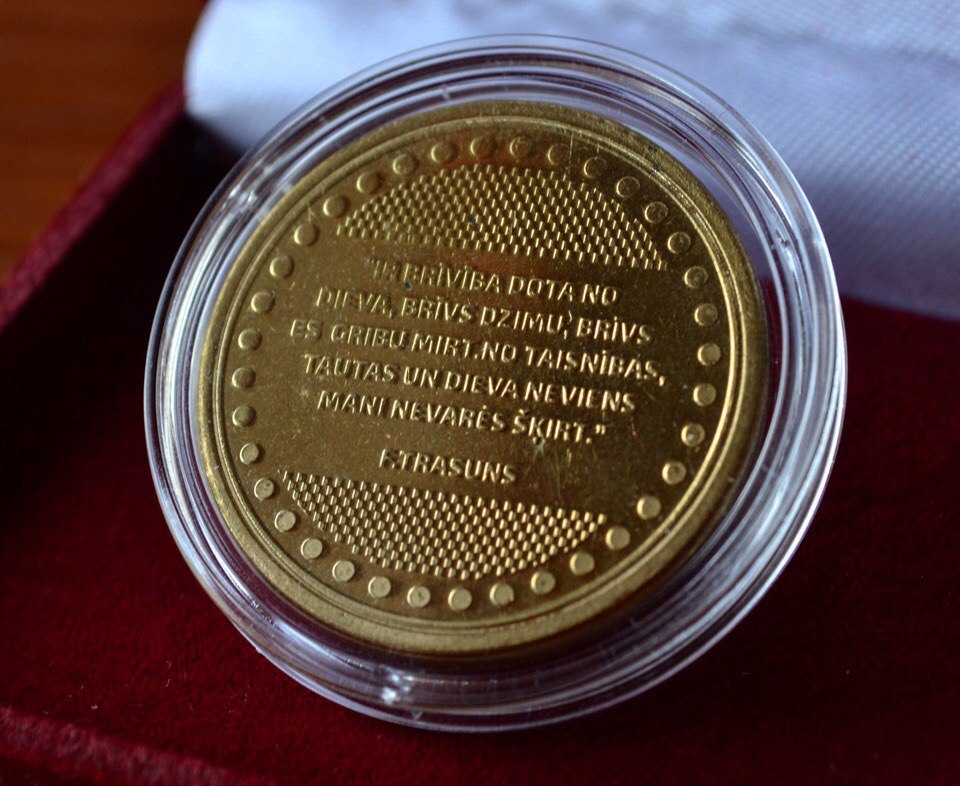 "IR BRĪVĪBA DOTA NO
DIEVA, BRĪVS DZIMU, BRĪVS
ES GRIBU MIRT. NO TAISNĪBAS,
TAUTAS UN DIEVA NEVIENS
MANI NEVARĒS ŠĶIRT."
F.TRASUNS